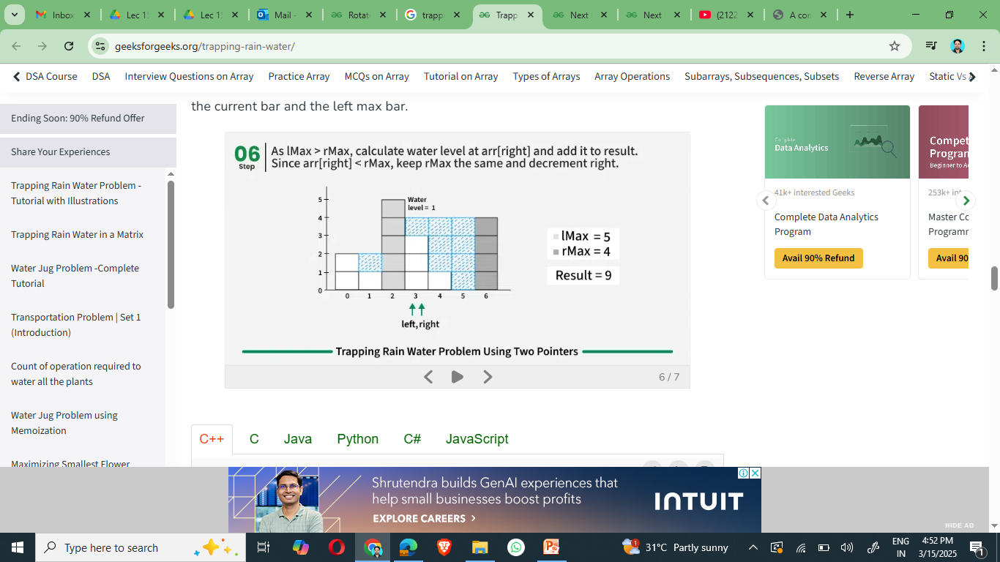 Inbox
Lec 1
Lec 1
Mail -
Rotat
trapp
Trapp
Next
Next
(2122
A con
geeksforgeeks.org/trapping-rain-water/
DSA Course DSA Interview Questions on Array Practice Array MCQs on Array Tutorial on Array Types of Arrays Array Operations Subarrays, Subsequences, Subsets Reverse Array Static Vs
Ending Soon: 90% Refund Offer
Share Your Experiences
Trapping Rain Water Problem -
Tutorial with Illustrations
Trapping Rain Water in a Matrix
Water Jug Problem -Complete
Tutorial
Transportation Problem | Set 1
(Introduction)
Count of operation required to
water all the plants
Water Jug Problem using
Memoization
Maximizing Smallest Flower
the current bar and the left max bar.
06
Step
As lMax > rMax, calculate water level at arr[right] and add it to result.
Since arr[right] < rMax, keep rMax the same and decrement right.
5
4
3
2
1
0
Water
level = 1
0 1 2 3 4 5 6
left, right
lMax = 5
rMax = 4
Result = 9
Trapping Rain Water Problem Using Two Pointers
6 / 7
C++ C Java Python C# JavaScript
Complete
Data Analytics
41k+ interested Geeks
Complete Data Analytics
Program
Avail 90% Refund
Compet
Progran
Beginner to A
253k+ int
Master Co
Programr
Avail 90
Shrutendra builds GenAI experiences that
help small businesses boost profits
EXPLORE CAREERS >
INTUIT
HIDE AD
Type here to search
1
31°C Partly sunny
ENG
IN
4:52 PM
3/15/2025
1